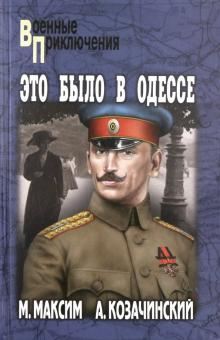 Военные
Приключения
ЭТО БЫЛО В ОДЕССЕ
М. МАКСИМ А. КОЗАЧИНСКИЙ